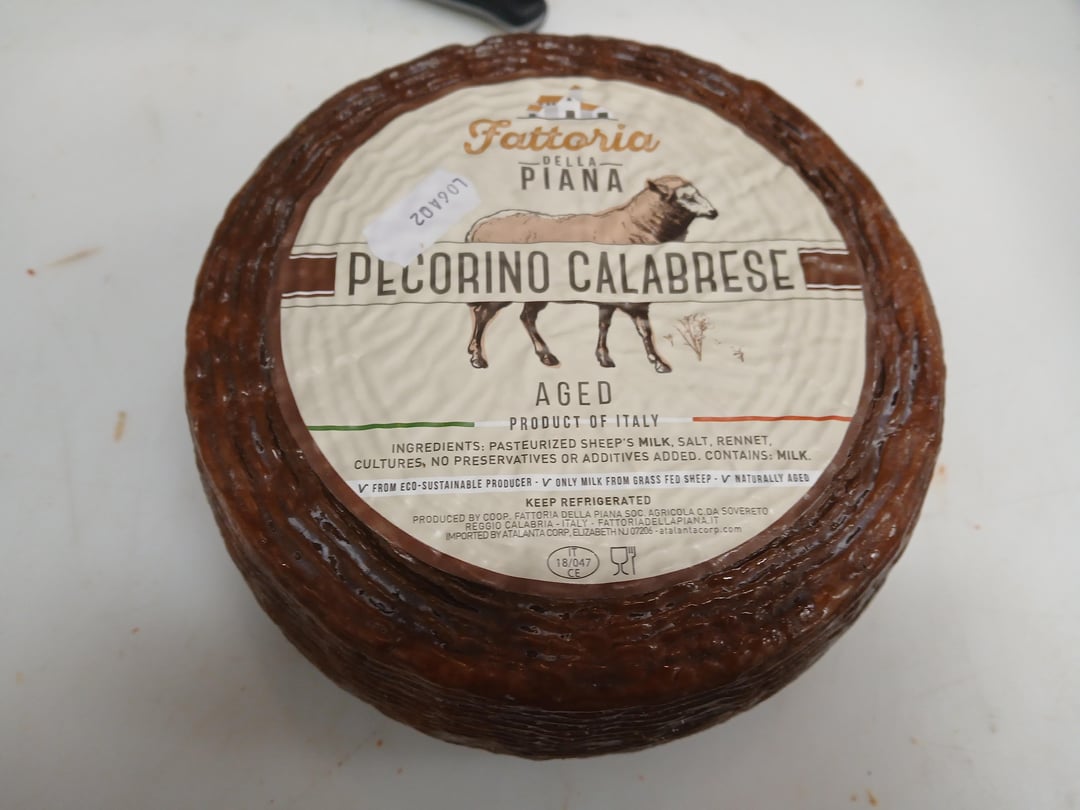 Fattoria
DELLA
PIANA
L06A02
PECORINO CALABRESE
AGED
PRODUCT OF ITALY
INGREDIENTS: PASTEURIZED SHEEP'S MILK, SALT, RENNET,
CULTURES, NO PRESERVATIVES OR ADDITIVES ADDED. CONTAINS: MILK.
✓ FROM ECO-SUSTAINABLE PRODUCER - ✓ ONLY MILK FROM GRASS FED SHEEP - ✓ NATURALLY AGED
KEEP REFRIGERATED
PRODUCED BY COOP. FATTORIA DELLA PIANA SOC. AGRICOLA C.DA SOVERETO
REGGIO CALABRIA - ITALY - FATTORIADELLAPIANA.IT
IMPORTED BY ATALANTA CORP, ELIZABETH NJ 07206 - atalantacorp.com
IT
18/047
CE